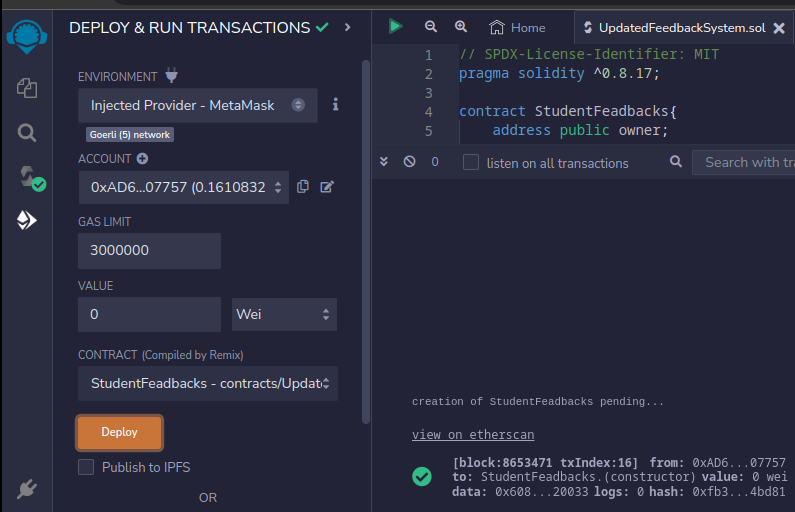 DEPLOY & RUN TRANSACTIONS
ENVIRONMENT
Injected Provider - MetaMask
Goerli (5) network
ACCOUNT
0xAD6...07757 (0.1610832
GAS LIMIT
3000000
VALUE
0
Wei
CONTRACT (Compiled by Remix)
StudentFeadbacks - contracts/Update
Deploy
Publish to IPFS
OR
Home
UpdatedFeedbackSystem.sol
1 // SPDX-License-Identifier: MIT
2 pragma solidity ^0.8.17;
3
4 contract StudentFeadbacks{
5 address public owner;
0
listen on all transactions
Search with tra
creation of StudentFeadbacks pending...
view on etherscan
[block:8653471 txIndex:16] from: 0xAD6...07757
to: StudentFeadbacks.(constructor) value: 0 wei
data: 0x608...20033 logs: 0 hash: 0xfb3...4bd81